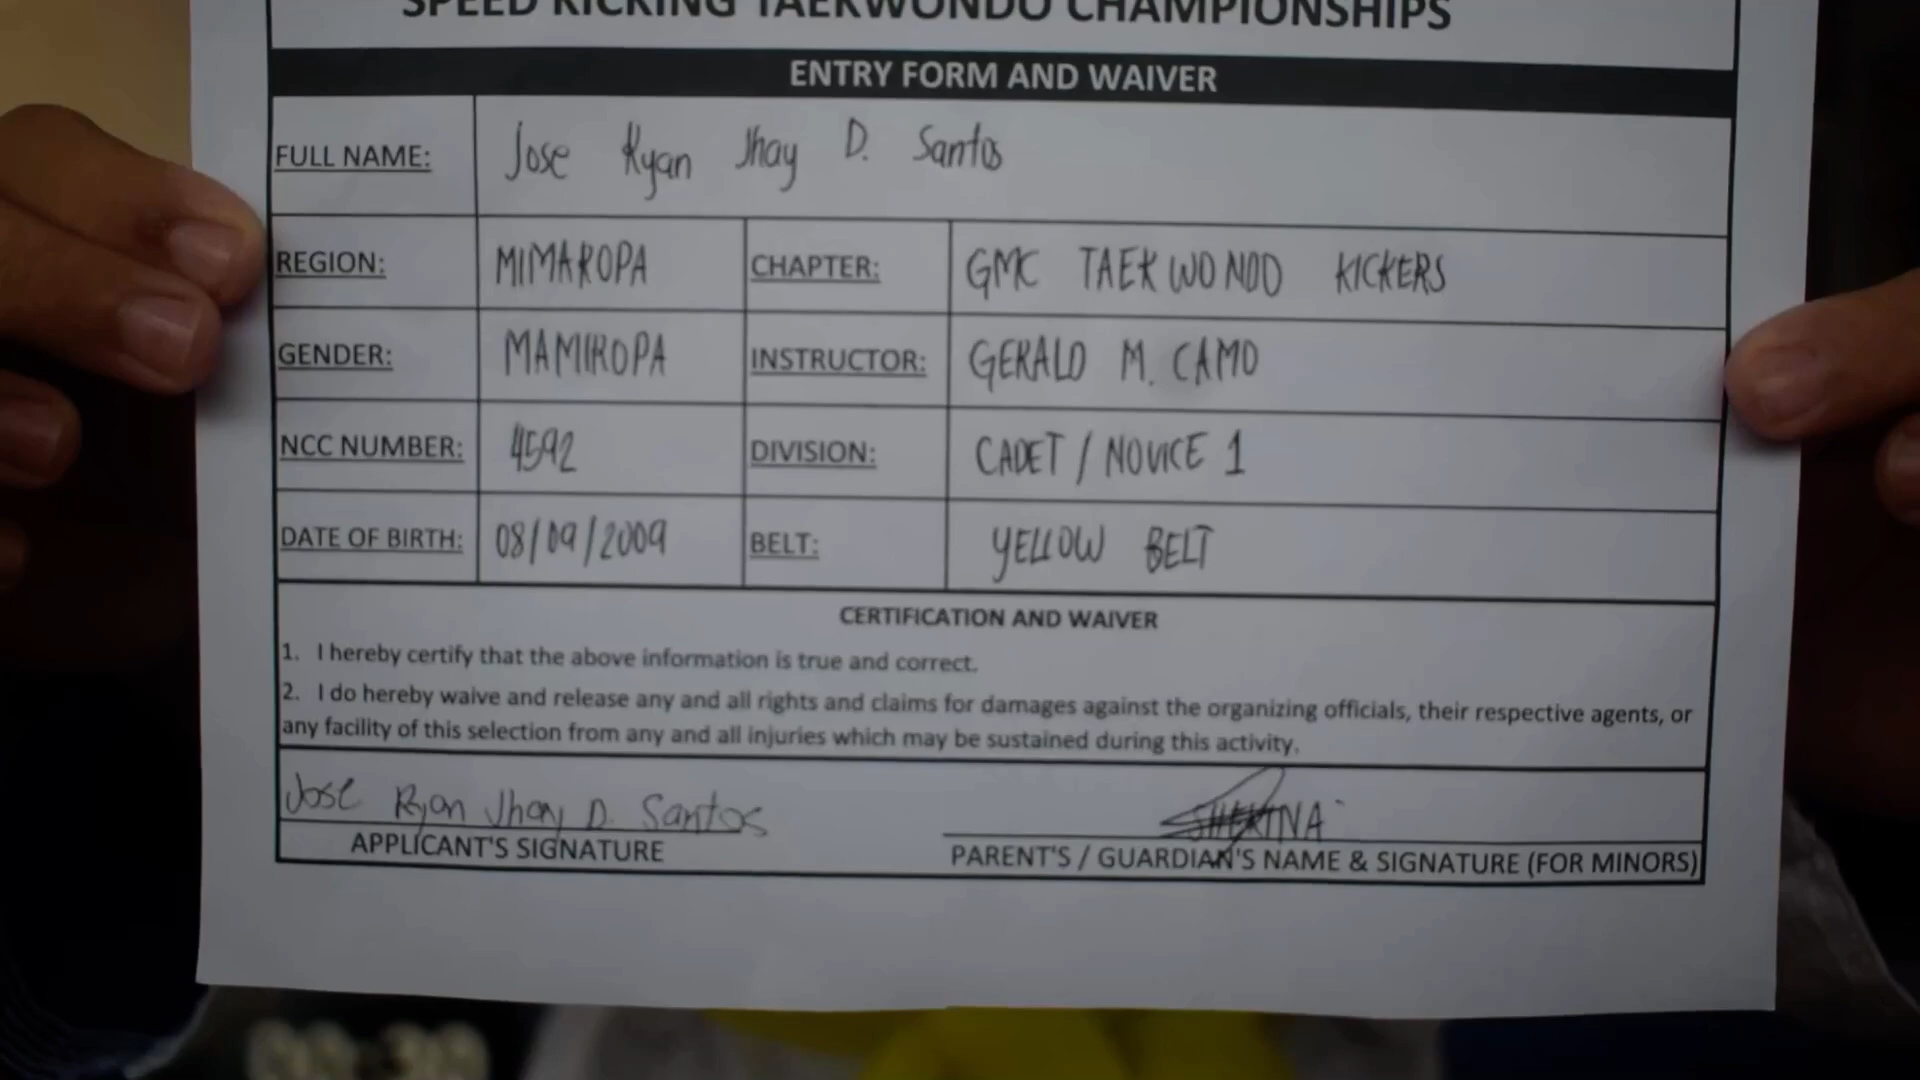 SPEED KICKING TAEKWONDO CHAMPIONSHIPS
ENTRY FORM AND WAIVER
FULL NAME: Jose Ryan Jhay D. Santos
REGION: MIMAROPA CHAPTER: GMC TAEKWONDO KICKERS
GENDER: MAMIROPA INSTRUCTOR: GERALD M. CAMO
NCC NUMBER: 4592 DIVISION: CADET / NOVICE 1
DATE OF BIRTH: 08/09/2009 BELT: YELLOW BELT
CERTIFICATION AND WAIVER
1. I hereby certify that the above information is true and correct.
2. I do hereby waive and release any and all rights and claims for damages against the organizing officials, their respective agents, or
any facility of this selection from any and all injuries which may be sustained during this activity.
Jose Ryan Jhay D. Santos
APPLICANT'S SIGNATURE PARENT'S / GUARDIAN'S NAME & SIGNATURE (FOR MINORS)